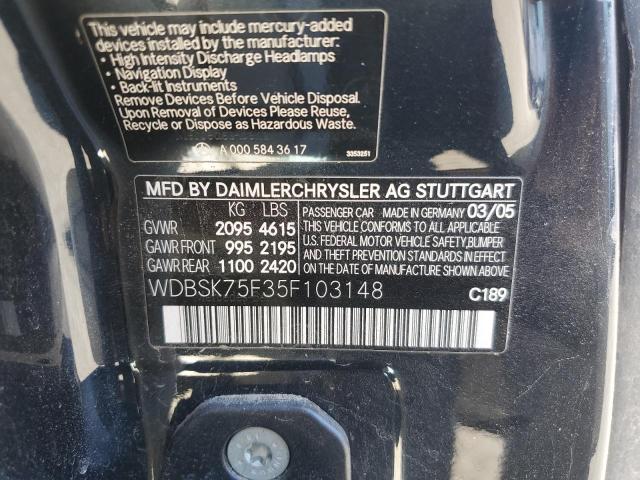 This vehicle may include mercury-added
devices installed by the manufacturer:
• High Intensity Discharge Headlamps
• Navigation Display
• Back-lit Instruments
Remove Devices Before Vehicle Disposal.
Upon Removal of Devices Please Reuse,
Recycle or Dispose as Hazardous Waste.
A 000 584 36 17
3353251
MFD BY DAIMLERCHRYSLER AG STUTTGART
KG LBS
GVWR 2095 4615
GAWR FRONT 995 2195
GAWR REAR 1100 2420
PASSENGER CAR MADE IN GERMANY 03/05
THIS VEHICLE CONFORMS TO ALL APPLICABLE
U.S. FEDERAL MOTOR VEHICLE SAFETY, BUMPER
AND THEFT PREVENTION STANDARDS IN EFFECT
ON THE DATE OF MANUFACTURE SHOWN ABOVE.
WDBSK75F35F103148
C189